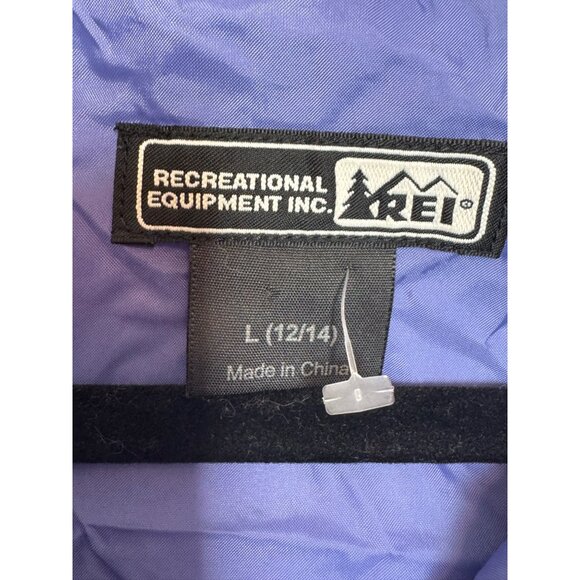 RECREATIONAL
EQUIPMENT INC.
REI®
L (12/14)
Made in China